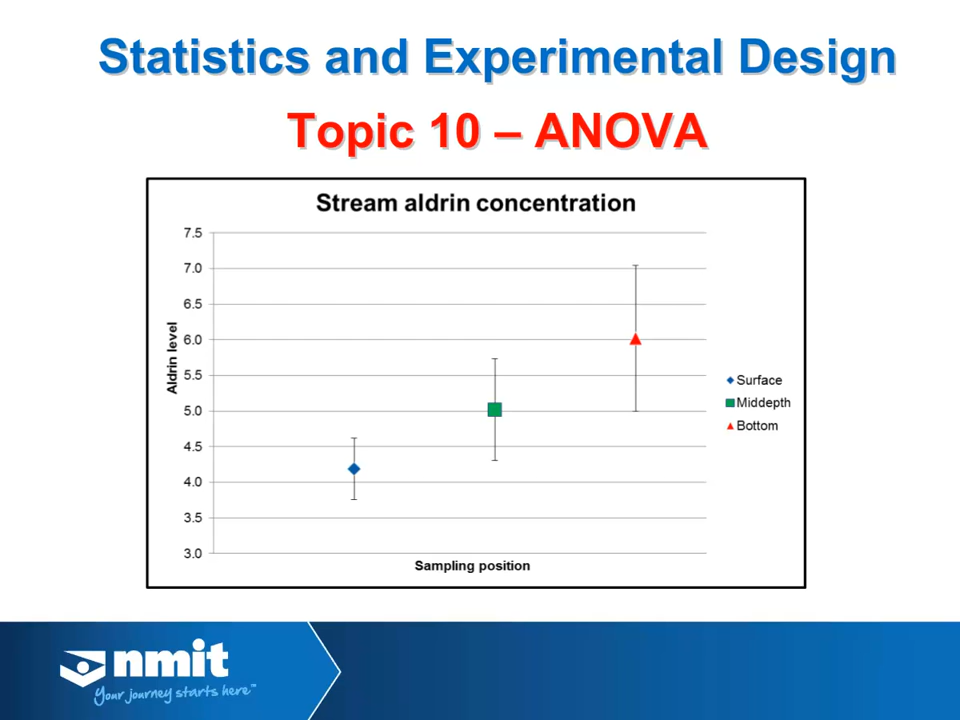 Statistics and Experimental Design
Topic 10 – ANOVA
Stream aldrin concentration
7.5
7.0
6.5
6.0
5.5
5.0
4.5
4.0
3.5
3.0
Aldrin level
Sampling position
Surface
Middepth
Bottom
nmit
Your journey starts here™